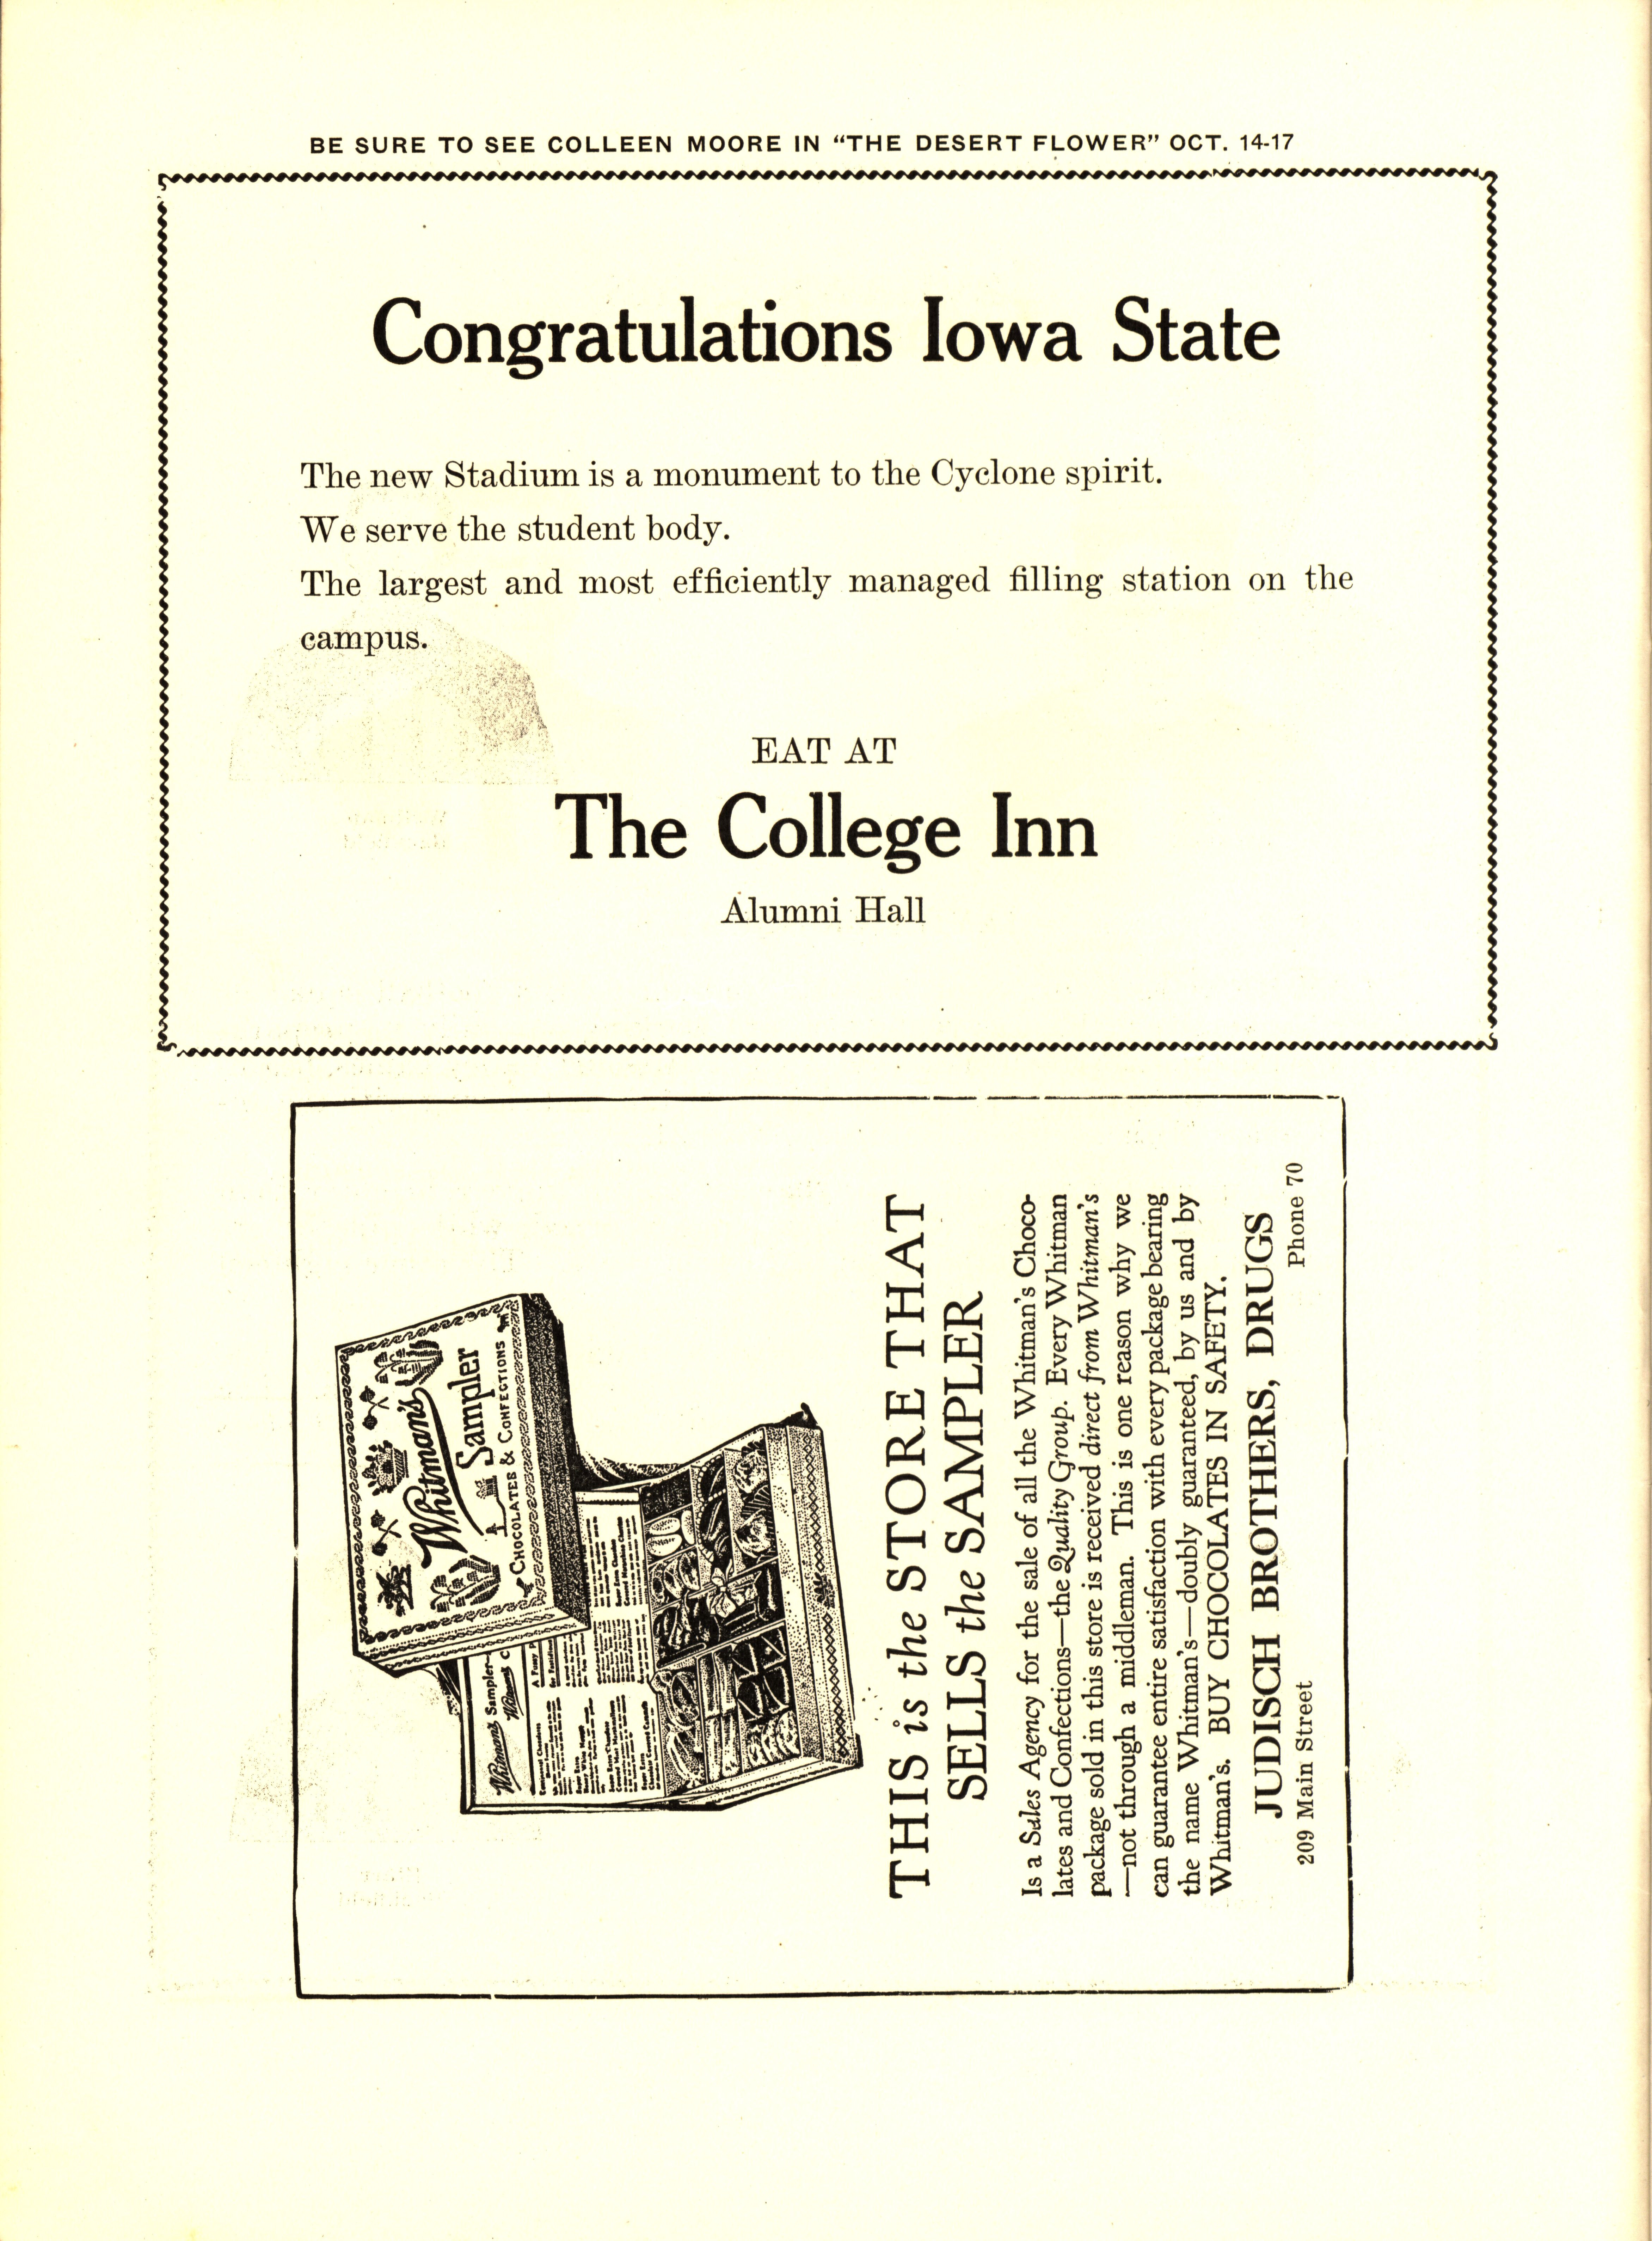 BE SURE TO SEE COLLEEN MOORE IN “THE DESERT FLOWER” OCT. 14-17
Congratulations Iowa State
The new Stadium is a monument to the Cyclone spirit.
We serve the student body.
The largest and most efficiently managed filling station on the
campus.
EAT AT
The College Inn
Alumni Hall
Whitman's
Sampler
CHOCOLATES & CONFECTIONS
Whitman's Sampler
THIS is the STORE THAT
SELLS the SAMPLER
Is a Sales Agency for the sale of all the Whitman's Choco-
lates and Confections—the Quality Group. Every Whitman
package sold in this store is received direct from Whitman's
—not through a middleman. This is one reason why we
can guarantee entire satisfaction with every package bearing
the name Whitman's—doubly guaranteed, by us and by
Whitman's. BUY CHOCOLATES IN SAFETY.
JUDISCH BROTHERS, DRUGS
209 Main Street Phone 70